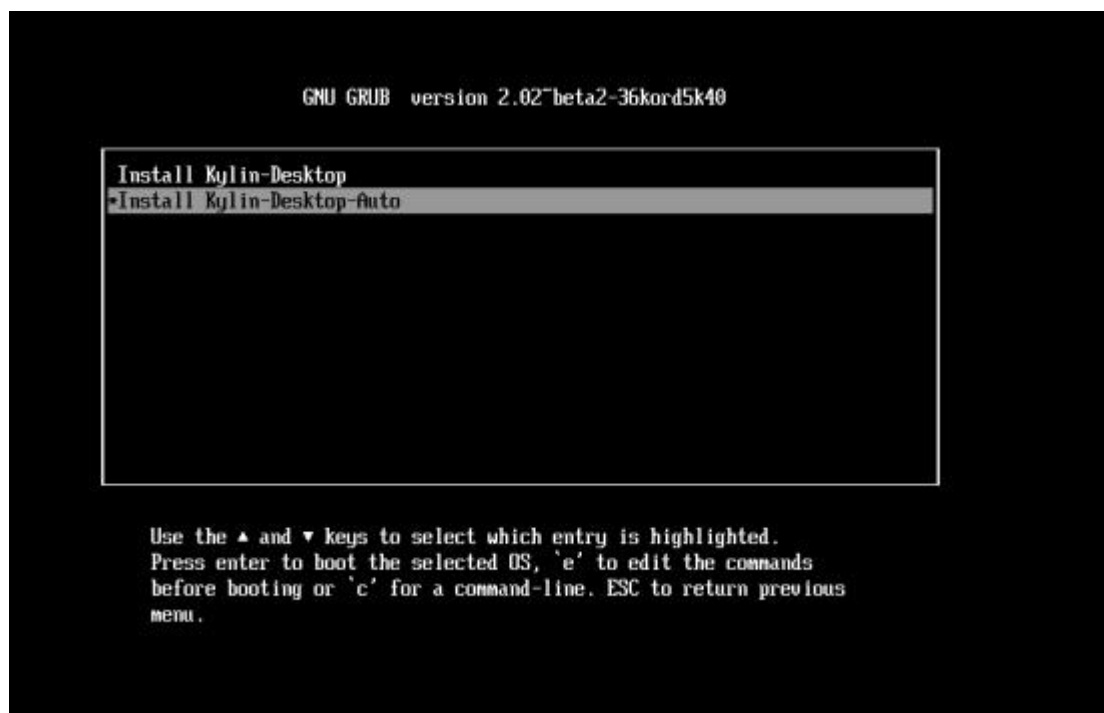 GNU GRUB version 2.02~beta2-36kord5k40
Install Kylin-Desktop
*Install Kylin-Desktop-Auto
Use the ▲ and ▼ keys to select which entry is highlighted.
Press enter to boot the selected OS, `e' to edit the commands
before booting or `c' for a command-line. ESC to return previous
menu.